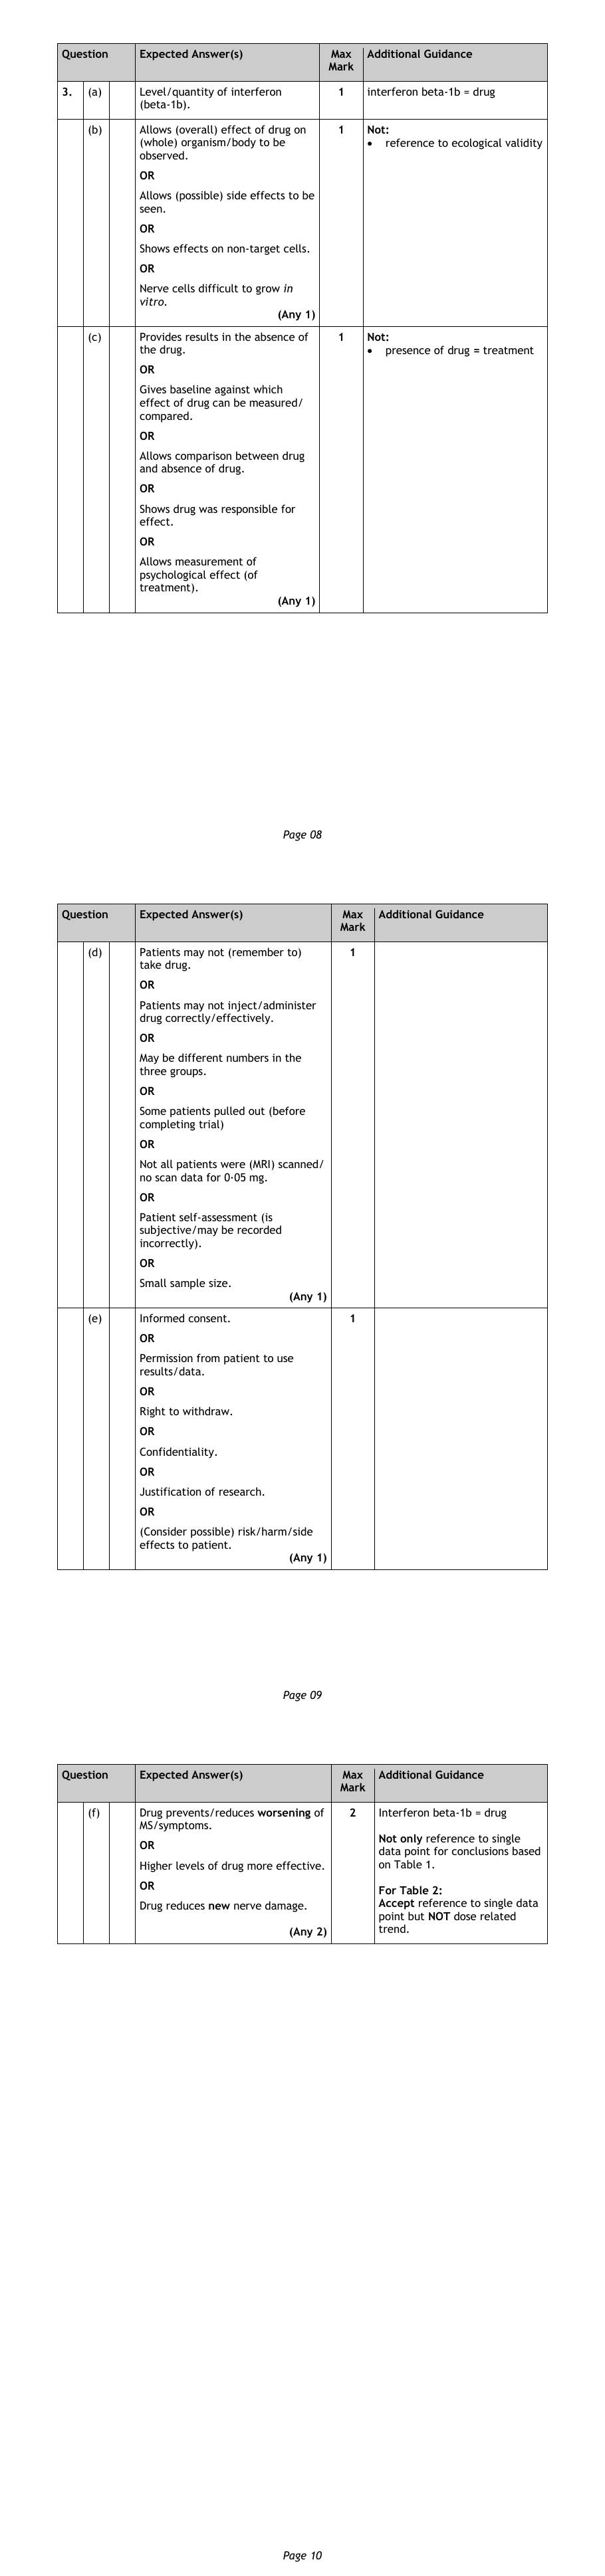 Question Expected Answer(s) Max Additional Guidance
Mark
3. (a) Level/quantity of interferon 1 interferon beta-1b = drug
(beta-1b).
(b) Allows (overall) effect of drug on 1 Not:
(whole) organism/body to be • reference to ecological validity
observed.
OR
Allows (possible) side effects to be
seen.
OR
Shows effects on non-target cells.
OR
Nerve cells difficult to grow in
vitro.
(Any 1)
(c) Provides results in the absence of 1 Not:
the drug. • presence of drug = treatment
OR
Gives baseline against which
effect of drug can be measured/
compared.
OR
Allows comparison between drug
and absence of drug.
OR
Shows drug was responsible for
effect.
OR
Allows measurement of
psychological effect (of
treatment).
(Any 1)
Page 08
Question Expected Answer(s) Max Additional Guidance
Mark
(d) Patients may not (remember to) 1
take drug.
OR
Patients may not inject/administer
drug correctly/effectively.
OR
May be different numbers in the
three groups.
OR
Some patients pulled out (before
completing trial)
OR
Not all patients were (MRI) scanned/
no scan data for 0·05 mg.
OR
Patient self-assessment (is
subjective/may be recorded
incorrectly).
OR
Small sample size.
(Any 1)
(e) Informed consent. 1
OR
Permission from patient to use
results/data.
OR
Right to withdraw.
OR
Confidentiality.
OR
Justification of research.
OR
(Consider possible) risk/harm/side
effects to patient.
(Any 1)
Page 09
Question Expected Answer(s) Max Additional Guidance
Mark
(f) Drug prevents/reduces worsening of 2 Interferon beta-1b = drug
MS/symptoms.
OR
Higher levels of drug more effective.
OR
Drug reduces new nerve damage.
(Any 2)
Not only reference to single
data point for conclusions based
on Table 1.
For Table 2:
Accept reference to single data
point but NOT dose related
trend.
Page 10